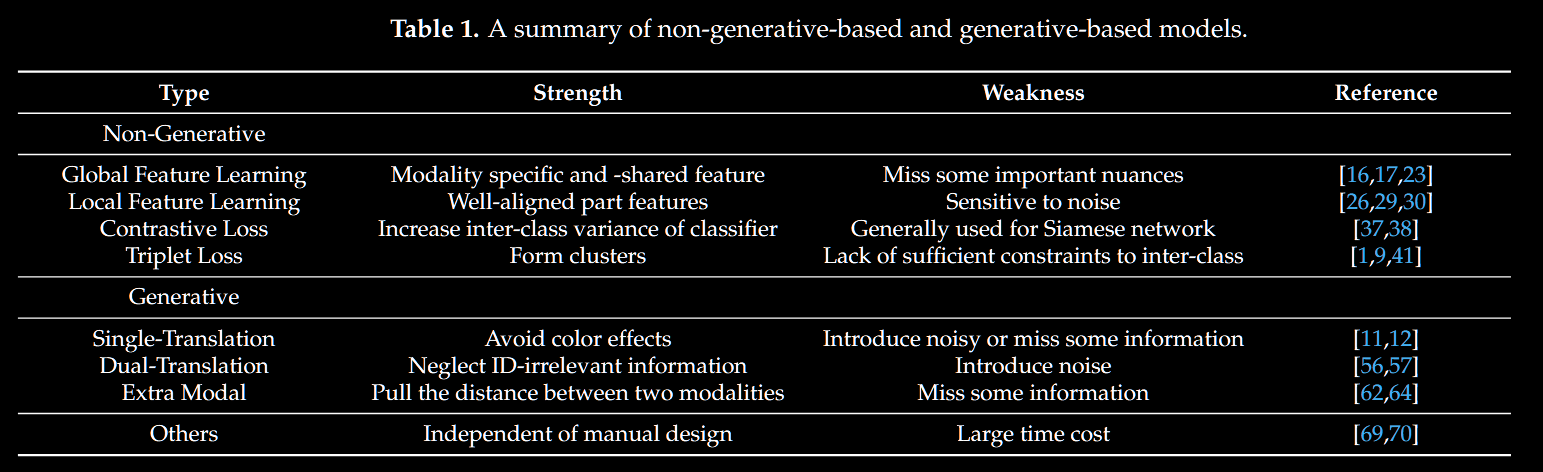 Table 1. A summary of non-generative-based and generative-based models.
Type Strength Weakness Reference
Non-Generative
Global Feature Learning Modality specific and -shared feature Miss some important nuances [16,17,23]
Local Feature Learning Well-aligned part features Sensitive to noise [26,29,30]
Contrastive Loss Increase inter-class variance of classifier Generally used for Siamese network [37,38]
Triplet Loss Form clusters Lack of sufficient constraints to inter-class [1,9,41]
Generative
Single-Translation Avoid color effects Introduce noisy or miss some information [11,12]
Dual-Translation Neglect ID-irrelevant information Introduce noise [56,57]
Extra Modal Pull the distance between two modalities Miss some information [62,64]
Others Independent of manual design Large time cost [69,70]